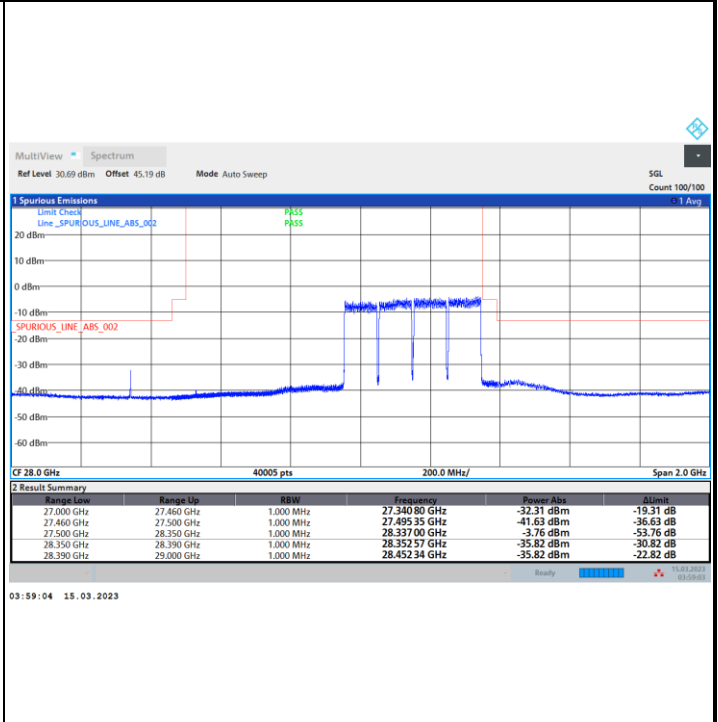 MultiView Spectrum
Ref Level 30.69 dBm Offset 45.19 dB Mode Auto Sweep SGL
Count 100/100
1 Spurious Emissions 1 Avg
Limit Check PASS
Line _SPURIOUS_LINE_ABS_002 PASS
20 dBm
10 dBm
0 dBm
-10 dBm
_SPURIOUS_LINE_ABS_002
-20 dBm
-30 dBm
-40 dBm
-50 dBm
-60 dBm
CF 28.0 GHz 40005 pts 200.0 MHz/ Span 2.0 GHz
2 Result Summary
Range Low Range Up RBW Frequency Power Abs ΔLimit
27.000 GHz 27.460 GHz 1.000 MHz 27.340 80 GHz -32.31 dBm -19.31 dB
27.460 GHz 27.500 GHz 1.000 MHz 27.495 35 GHz -41.63 dBm -36.63 dB
27.500 GHz 28.350 GHz 1.000 MHz 28.337 00 GHz -3.76 dBm -53.76 dB
28.350 GHz 28.390 GHz 1.000 MHz 28.352 57 GHz -35.82 dBm -30.82 dB
28.390 GHz 29.000 GHz 1.000 MHz 28.452 34 GHz -35.82 dBm -22.82 dB
Ready 15.03.2023
03:59:03
03:59:04 15.03.2023